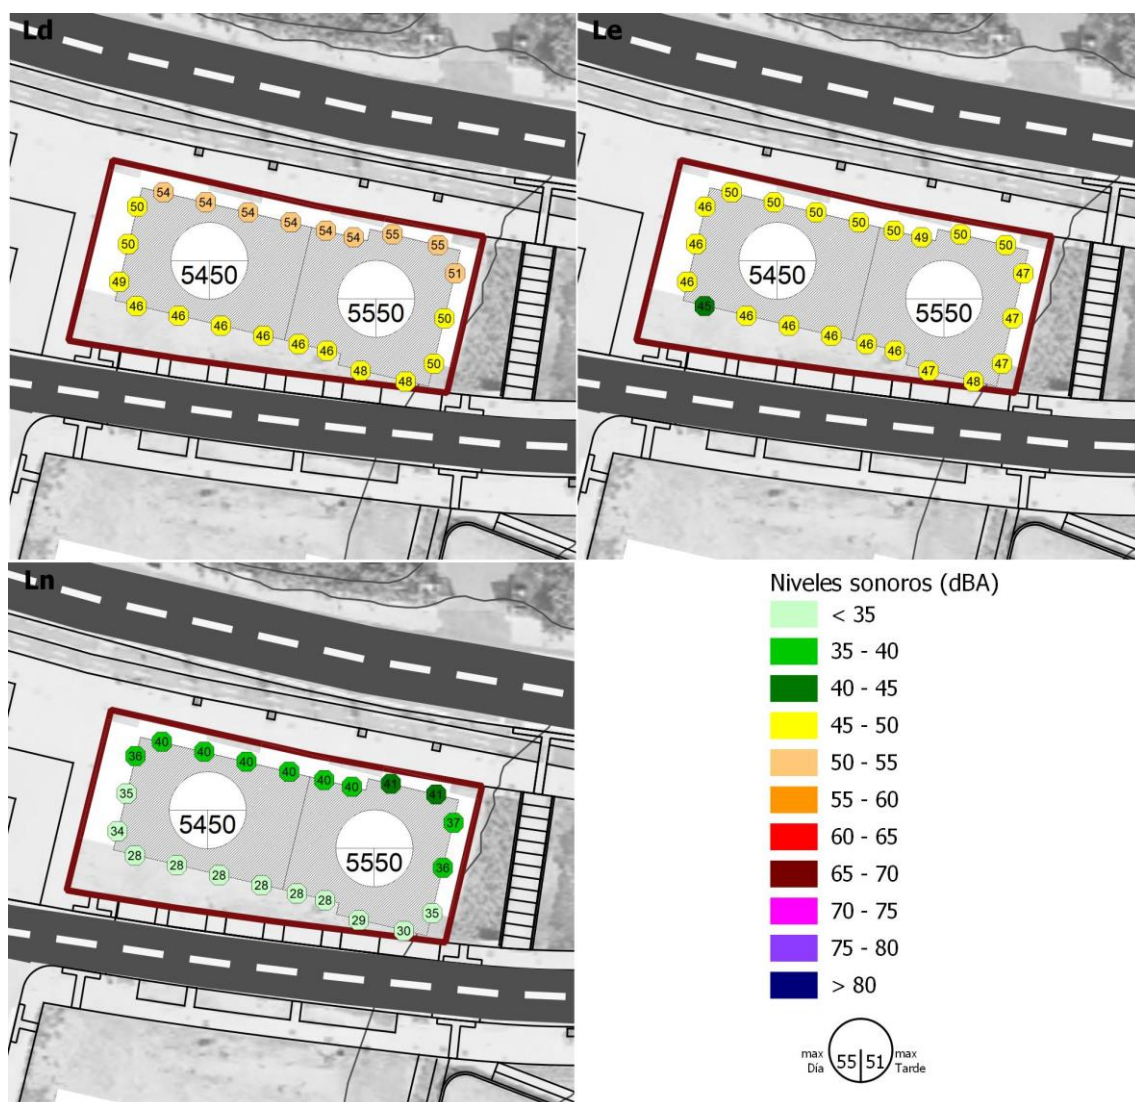 Ld
54 54 54 54 54 54 55 55
50 51
50
5450
49
5550
50
46 46 46 46 46 46
50
48 48
Le
50 50 50 50 50 49 50 50
46
46
5450
47
46
5550
45 46 46 46 46 46
47
47
47 48
Ln
40 40 40 40 40 40 41 41
36
35
5450
37
34
5550
36
28 28 28 28 28 28
35
29 30
Niveles sonoros (dBA)
< 35
35 - 40
40 - 45
45 - 50
50 - 55
55 - 60
60 - 65
65 - 70
70 - 75
75 - 80
> 80
max Día
55 51
max Tarde